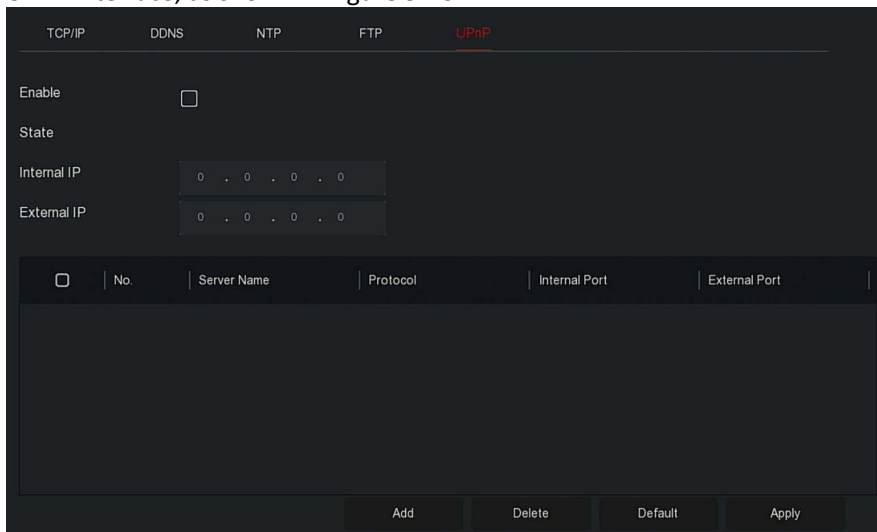 TCP/IP DDNS NTP FTP UPnP
Enable
State
Internal IP 0 . 0 . 0 . 0
External IP 0 . 0 . 0 . 0
No. Server Name Protocol Internal Port External Port
Add Delete Default Apply